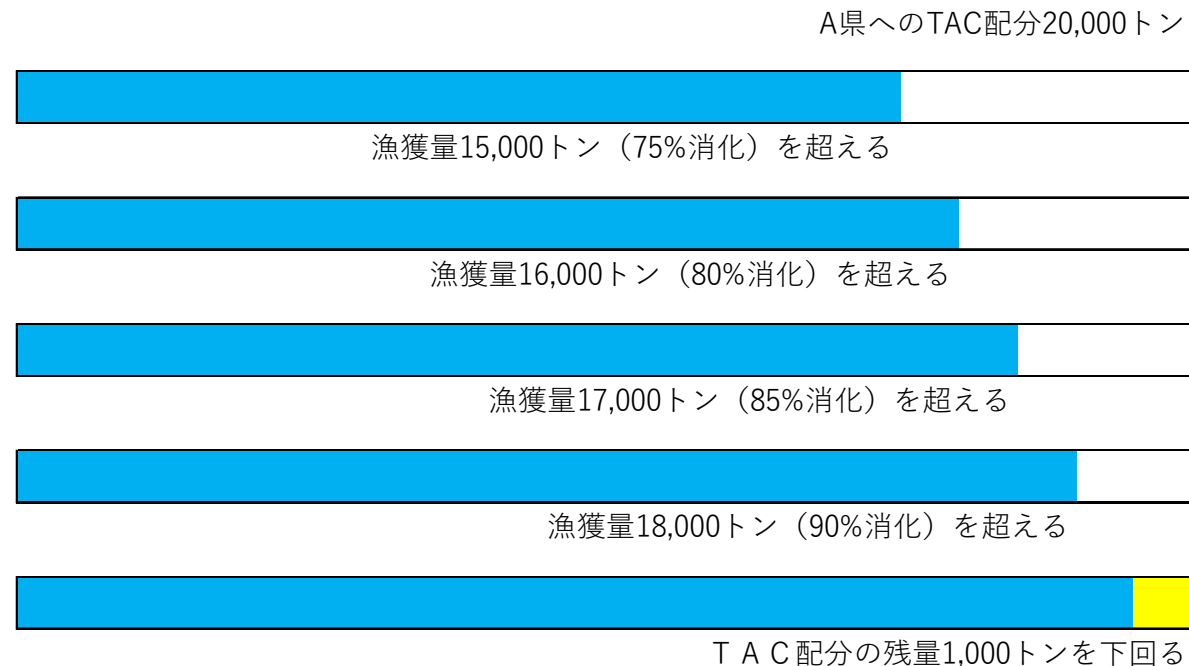 A県へのTAC配分20,000トン
漁獲量15,000トン（75%消化）を超える
漁獲量16,000トン（80%消化）を超える
漁獲量17,000トン（85%消化）を超える
漁獲量18,000トン（90%消化）を超える
ＴＡＣ配分の残量1,000トンを下回る